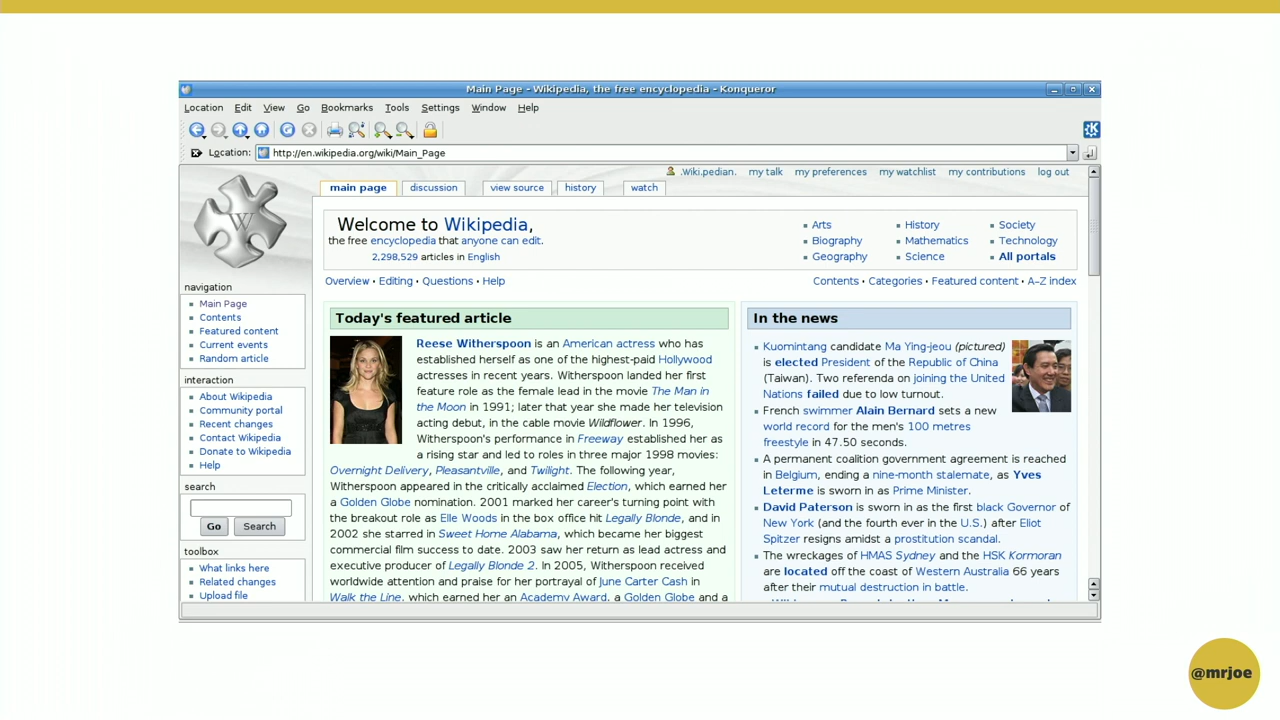 Main Page - Wikipedia, the free encyclopedia - Konqueror
Location Edit View Go Bookmarks Tools Settings Window Help
Location: http://en.wikipedia.org/wiki/Main_Page
Wiki.pedian. my talk my preferences my watchlist my contributions log out
main page discussion view source history watch
W
Welcome to Wikipedia,
the free encyclopedia that anyone can edit.
2,298,529 articles in English
Arts
Biography
Geography
History
Mathematics
Science
Society
Technology
All portals
Overview · Editing · Questions · Help
Contents · Categories · Featured content · A–Z index
navigation
Main Page
Contents
Featured content
Current events
Random article
interaction
About Wikipedia
Community portal
Recent changes
Contact Wikipedia
Donate to Wikipedia
Help
search
Go Search
toolbox
What links here
Related changes
Upload file
Today's featured article
Reese Witherspoon is an American actress who has
established herself as one of the highest-paid Hollywood
actresses in recent years. Witherspoon landed her first
feature role as the female lead in the movie The Man in
the Moon in 1991; later that year she made her television
acting debut, in the cable movie Wildflower. In 1996,
Witherspoon's performance in Freeway established her as
a rising star and led to roles in three major 1998 movies:
Overnight Delivery, Pleasantville, and Twilight. The following year,
Witherspoon appeared in the critically acclaimed Election, which earned her
a Golden Globe nomination. 2001 marked her career's turning point with
the breakout role as Elle Woods in the box office hit Legally Blonde, and in
2002 she starred in Sweet Home Alabama, which became her biggest
commercial film success to date. 2003 saw her return as lead actress and
executive producer of Legally Blonde 2. In 2005, Witherspoon received
worldwide attention and praise for her portrayal of June Carter Cash in
Walk the Line, which earned her an Academy Award, a Golden Globe and a
In the news
Kuomintang candidate Ma Ying-jeou (pictured)
is elected President of the Republic of China
(Taiwan). Two referenda on joining the United
Nations failed due to low turnout.
French swimmer Alain Bernard sets a new
world record for the men's 100 metres
freestyle in 47.50 seconds.
A permanent coalition government agreement is reached
in Belgium, ending a nine-month stalemate, as Yves
Leterme is sworn in as Prime Minister.
David Paterson is sworn in as the first black Governor of
New York (and the fourth ever in the U.S.) after Eliot
Spitzer resigns amidst a prostitution scandal.
The wreckages of HMAS Sydney and the HSK Kormoran
are located off the coast of Western Australia 66 years
after their mutual destruction in battle.
@mrjoe